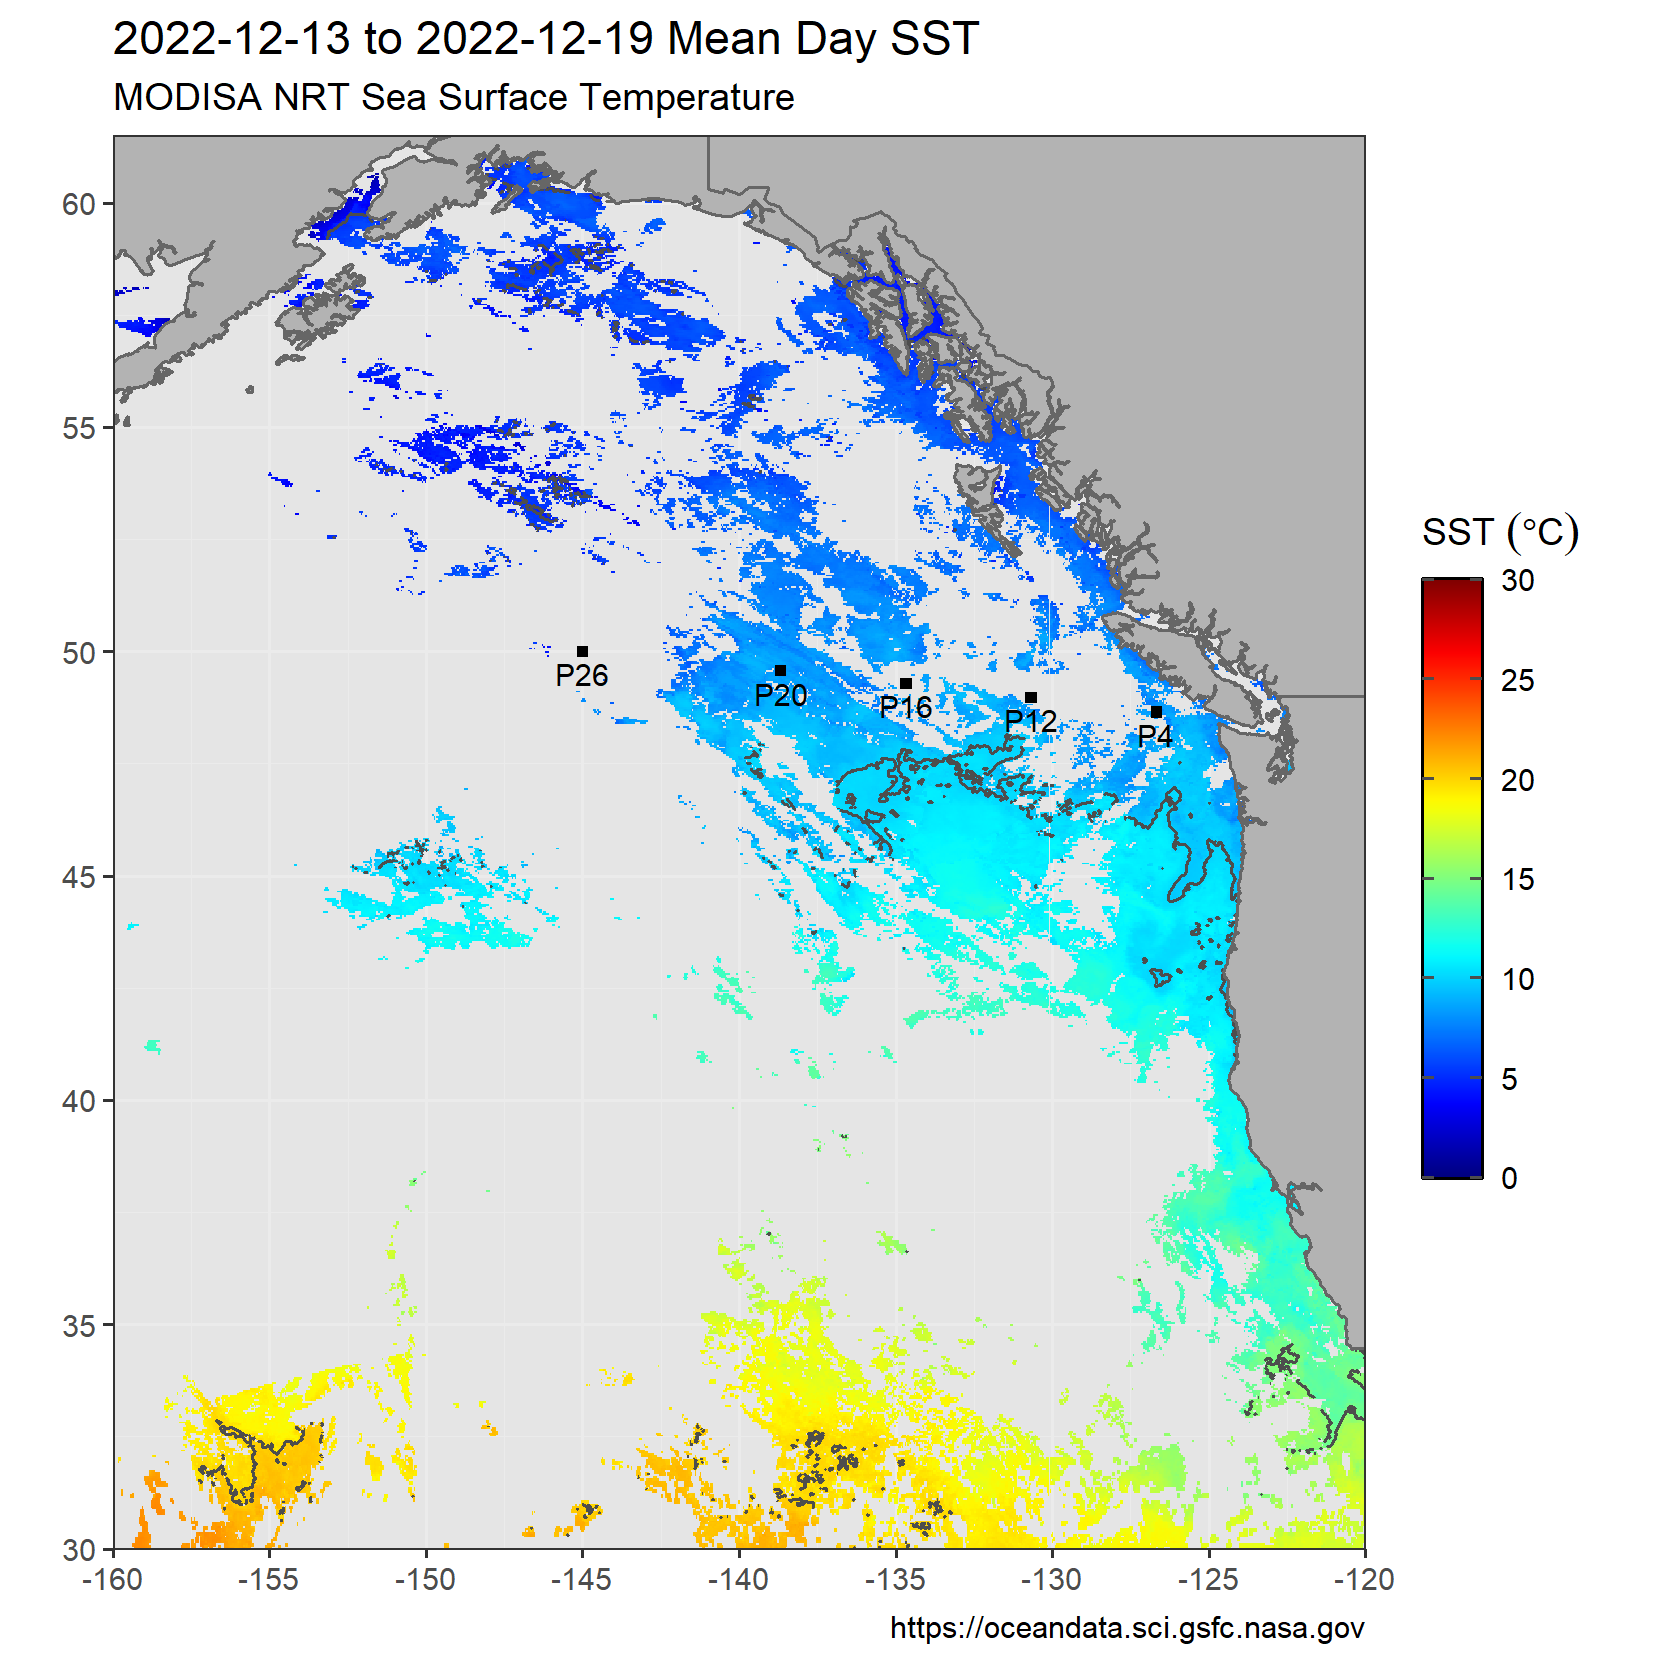 2022-12-13 to 2022-12-19 Mean Day SST
MODISA NRT Sea Surface Temperature
60
55
50
45
40
35
30
-160
-155
-150
-145
-140
-135
-130
-125
-120
P26
P20
P16
P12
P4
SST (°C)
30
25
20
15
10
5
0
https://oceandata.sci.gsfc.nasa.gov